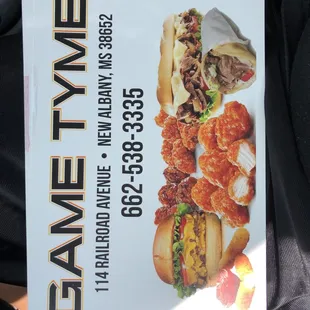 GAME TYME
114 RAILROAD AVENUE • NEW ALBANY, MS 38652
662-538-3335